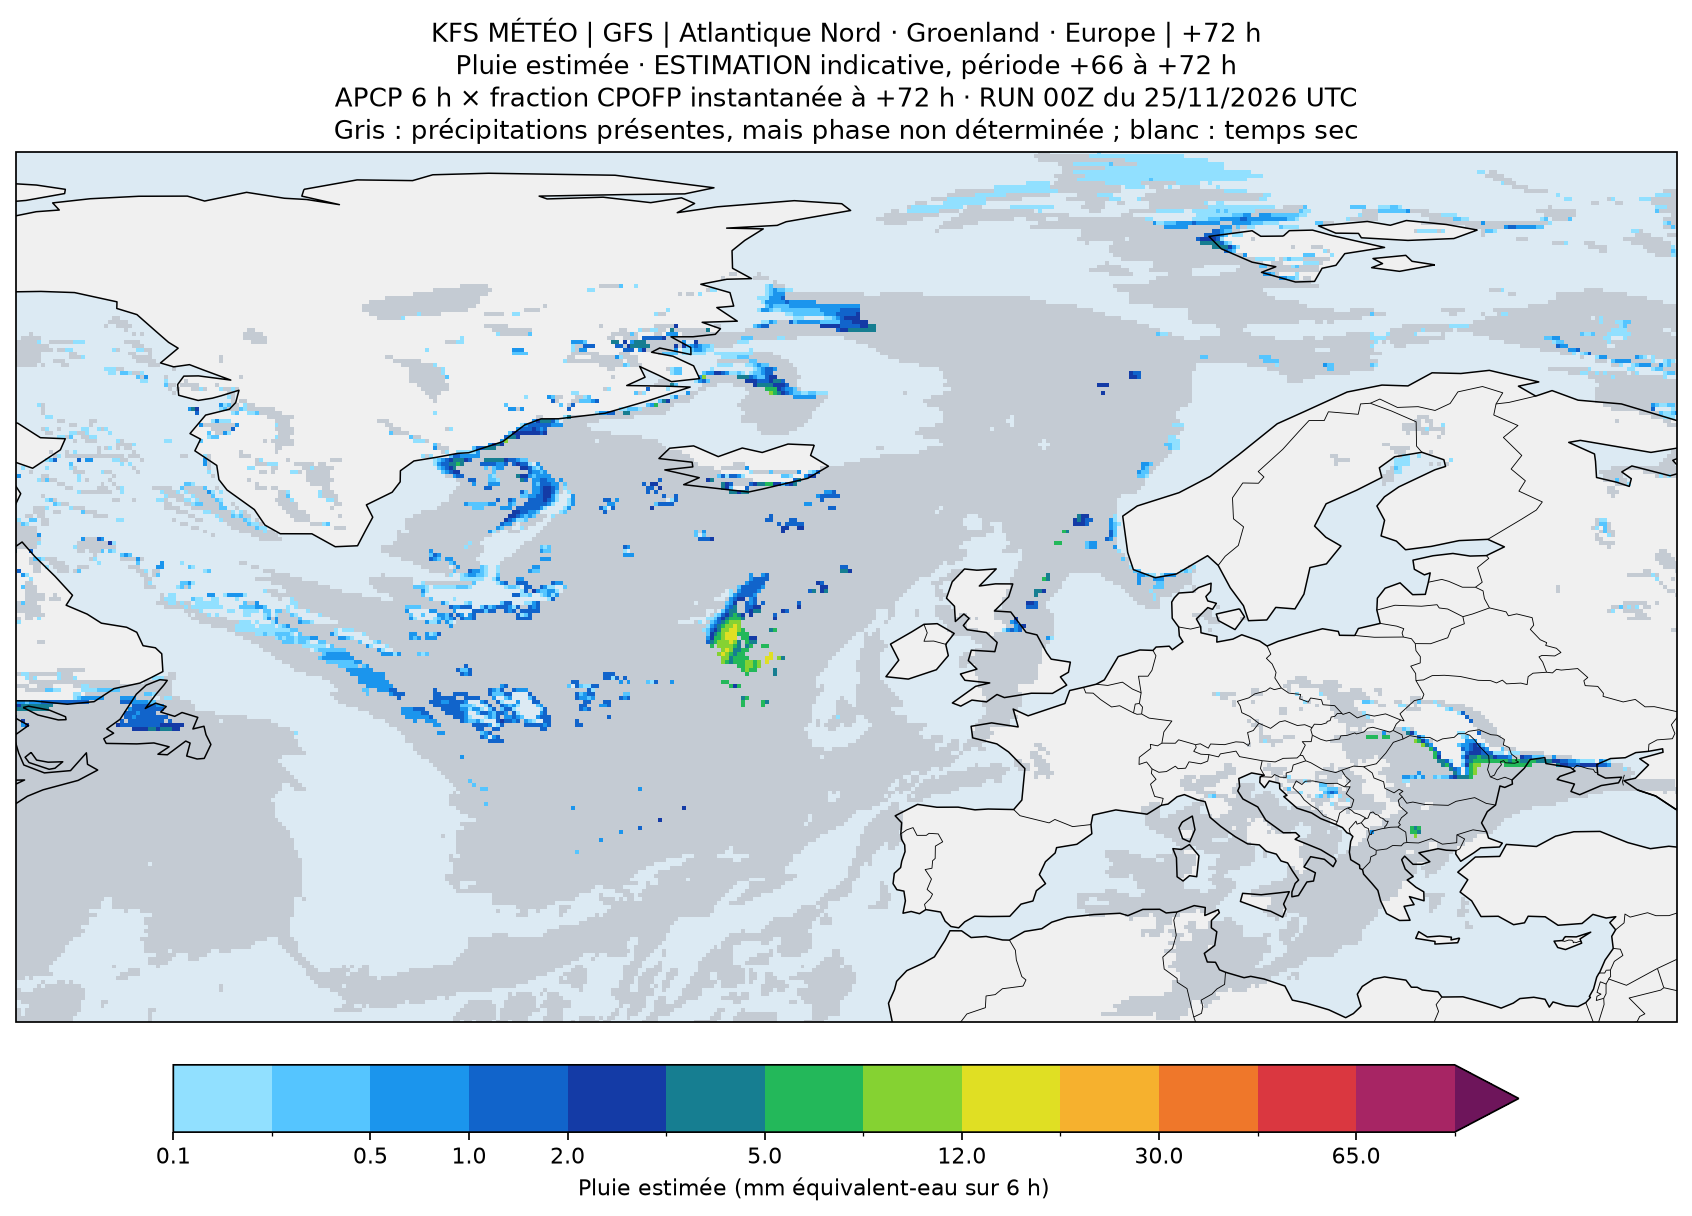 KFS MÉTÉO | GFS | Atlantique Nord · Groenland · Europe | +72 h
Pluie estimée · ESTIMATION indicative, période +66 à +72 h
APCP 6 h × fraction CPOFP instantanée à +72 h · RUN 00Z du 25/11/2026 UTC
Gris : précipitations présentes, mais phase non déterminée ; blanc : temps sec
0.1 0.5 1.0 2.0 5.0 12.0 30.0 65.0
Pluie estimée (mm équivalent-eau sur 6 h)